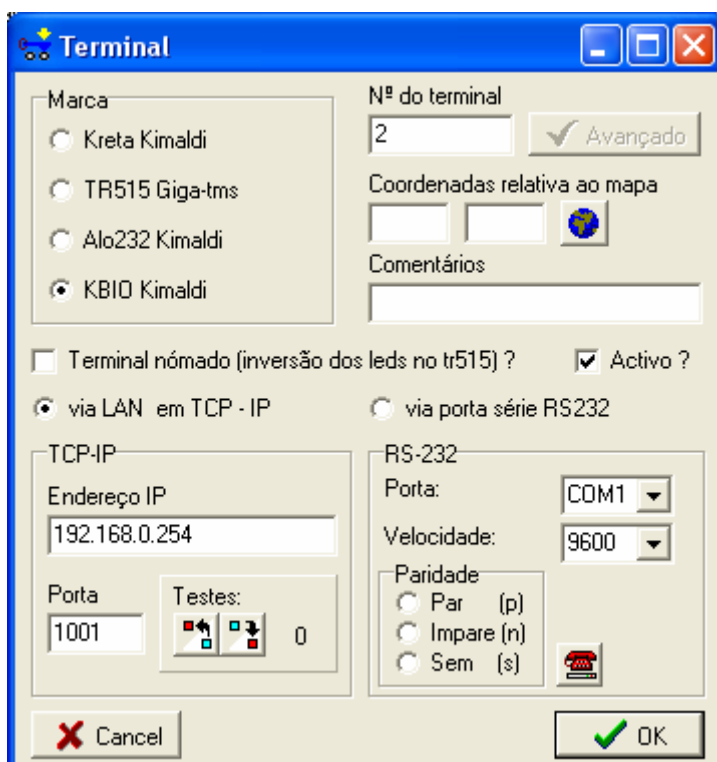 Terminal
Marca
Kreta Kimaldi
TR515 Giga-tms
Alo232 Kimaldi
KBIO Kimaldi
Nº do terminal
2
Avançado
Coordenadas relativa ao mapa
Comentários
Terminal nómado (inversão dos leds no tr515) ?
Activo ?
via LAN em TCP - IP
via porta série RS232
TCP-IP
Endereço IP
192.168.0.254
Porta
1001
Testes:
0
RS-232
Porta:
COM1
Velocidade:
9600
Paridade
Par (p)
Impare (n)
Sem (s)
Cancel
OK